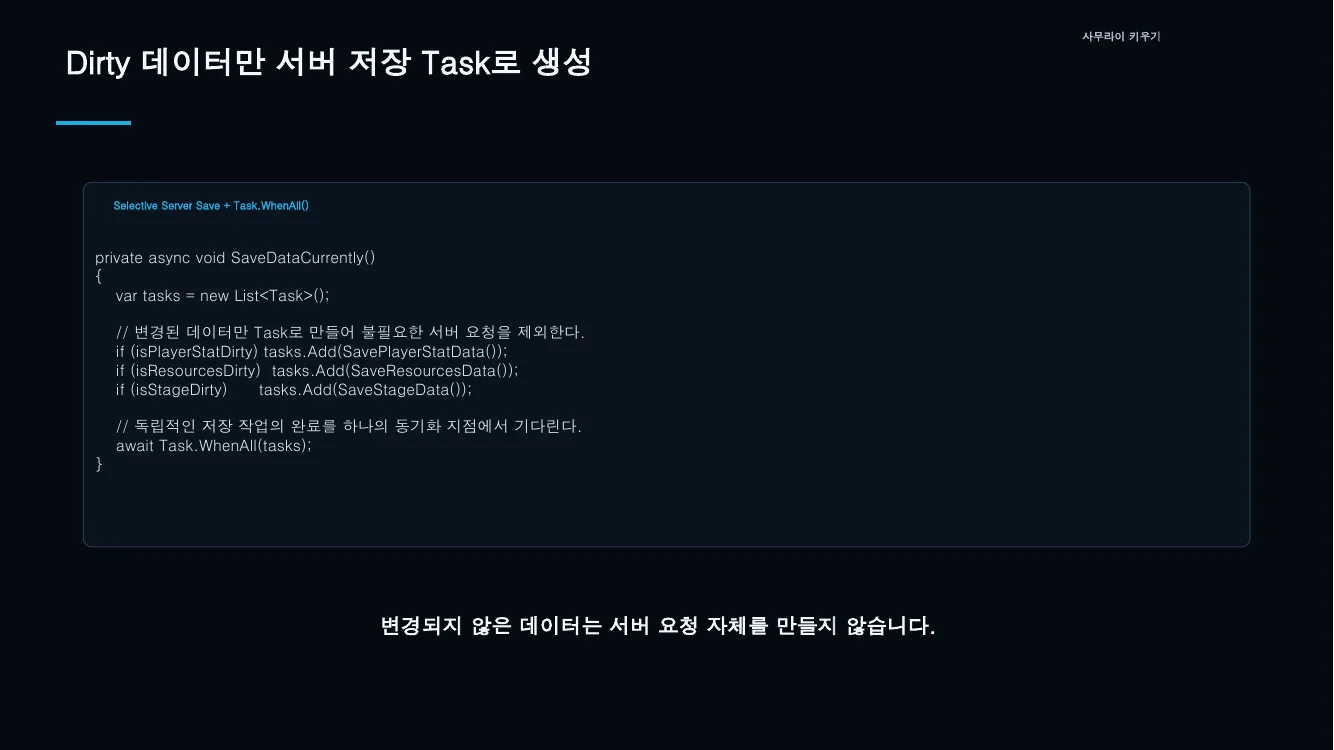 사무라이 키우기
Dirty 데이터만 서버 저장 Task로 생성
Selective Server Save + Task.WhenAll()
private async void SaveDataCurrently()
{
    var tasks = new List<Task>();
    // 변경된 데이터만 Task로 만들어 불필요한 서버 요청을 제외한다.
    if (isPlayerStatDirty) tasks.Add(SavePlayerStatData());
    if (isResourcesDirty)  tasks.Add(SaveResourcesData());
    if (isStageDirty)      tasks.Add(SaveStageData());
    // 독립적인 저장 작업의 완료를 하나의 동기화 지점에서 기다린다.
    await Task.WhenAll(tasks);
}
변경되지 않은 데이터는 서버 요청 자체를 만들지 않습니다.